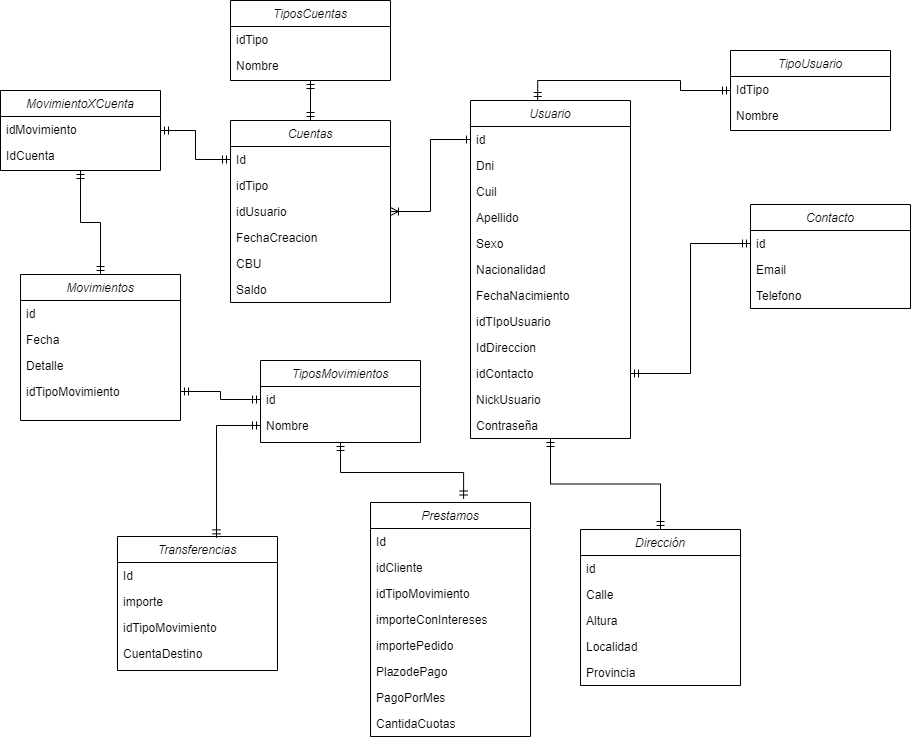 TiposCuentas
idTipo
Nombre
TipoUsuario
IdTipo
Nombre
MovimientoXCuenta
idMovimiento
IdCuenta
Cuentas
Id
idTipo
idUsuario
FechaCreacion
CBU
Saldo
Usuario
id
Dni
Cuil
Apellido
Sexo
Nacionalidad
FechaNacimiento
idTIpoUsuario
IdDireccion
idContacto
NickUsuario
Contraseña
Contacto
id
Email
Telefono
Movimientos
id
Fecha
Detalle
idTipoMovimiento
TiposMovimientos
id
Nombre
Transferencias
Id
importe
idTipoMovimiento
CuentaDestino
Prestamos
Id
idCliente
idTipoMovimiento
importeConIntereses
importePedido
PlazodePago
PagoPorMes
CantidaCuotas
Dirección
id
Calle
Altura
Localidad
Provincia